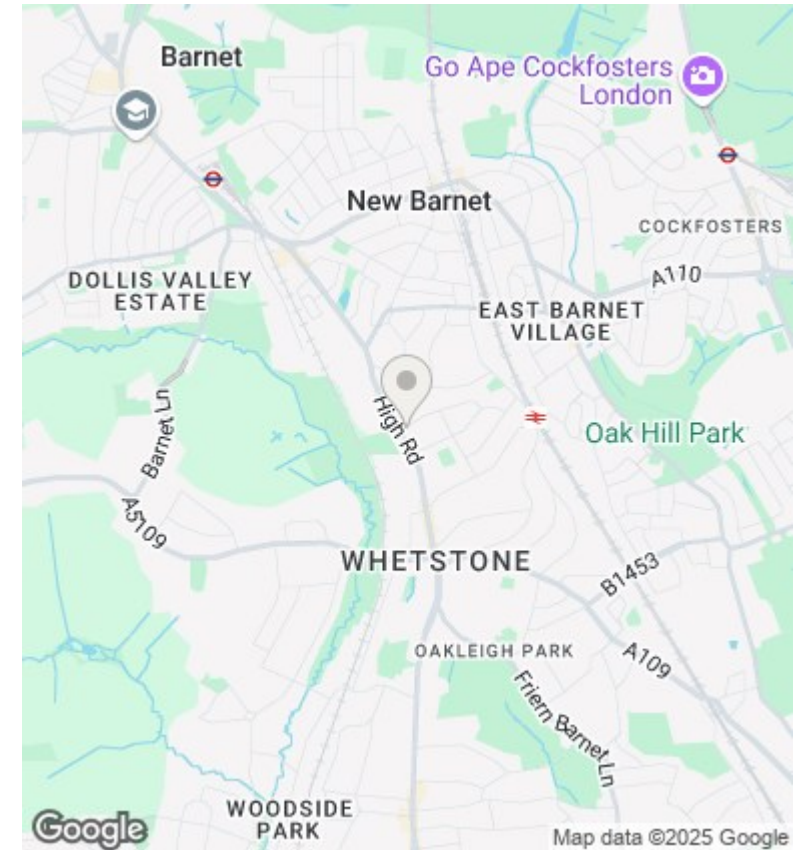 Barnet
Go Ape Cockfosters
London
New Barnet
COCKFOSTERS
A110
DOLLIS VALLEY
ESTATE
EAST BARNET
VILLAGE
Barnet Ln
High Rd
Oak Hill Park
A5109
WHETSTONE
B1453
OAKLEIGH PARK
A109
Friern Barnet Ln
WOODSIDE
PARK
Google
Map data ©2025 Google